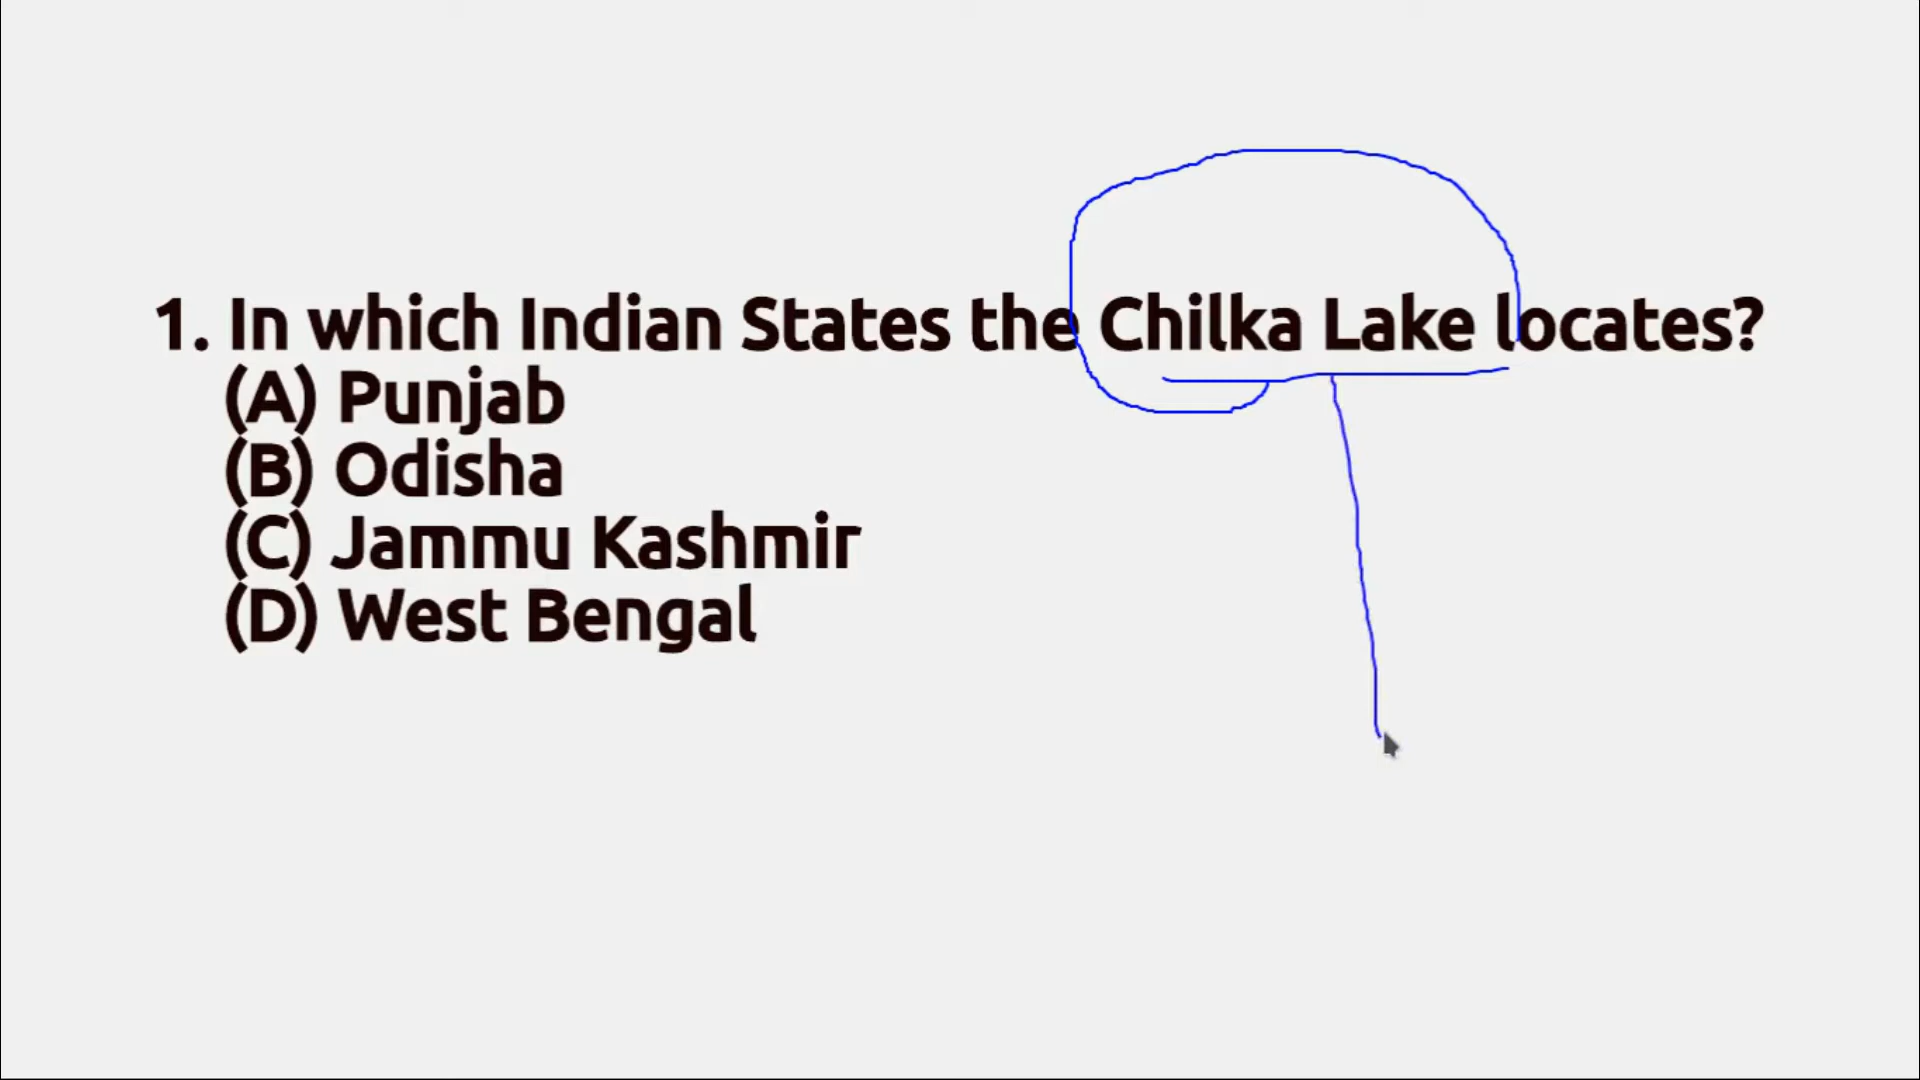 1. In which Indian States the Chilka Lake locates?
(A) Punjab
(B) Odisha
(C) Jammu Kashmir
(D) West Bengal